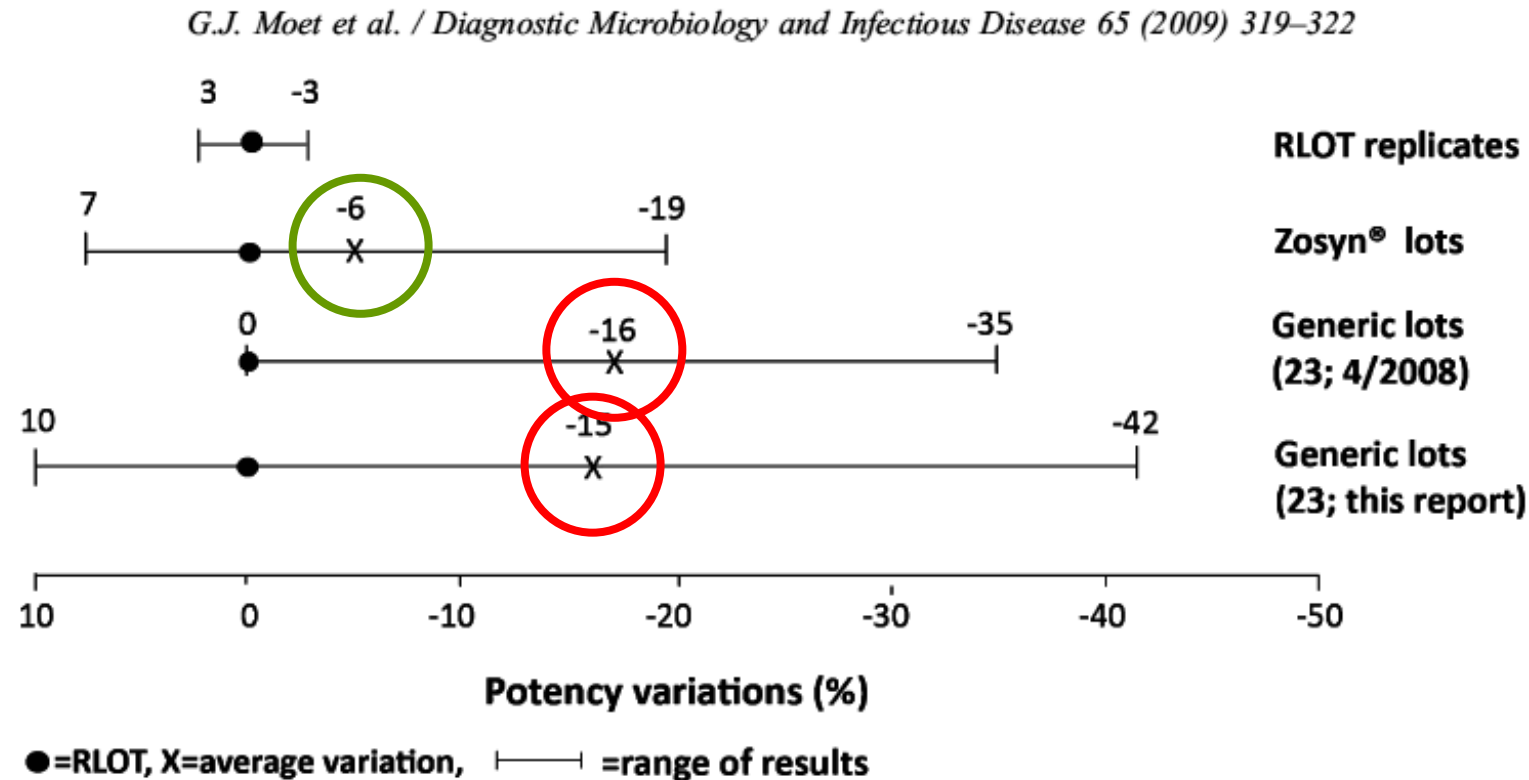 G.J. Moet et al. / Diagnostic Microbiology and Infectious Disease 65 (2009) 319–322
3 -3
RLOT replicates
7 -6 -19
X
Zosyn® lots
0 -16 -35
X
Generic lots
(23; 4/2008)
10 -15 -42
X
Generic lots
(23; this report)
10 0 -10 -20 -30 -40 -50
Potency variations (%)
●=RLOT, X=average variation, =range of results